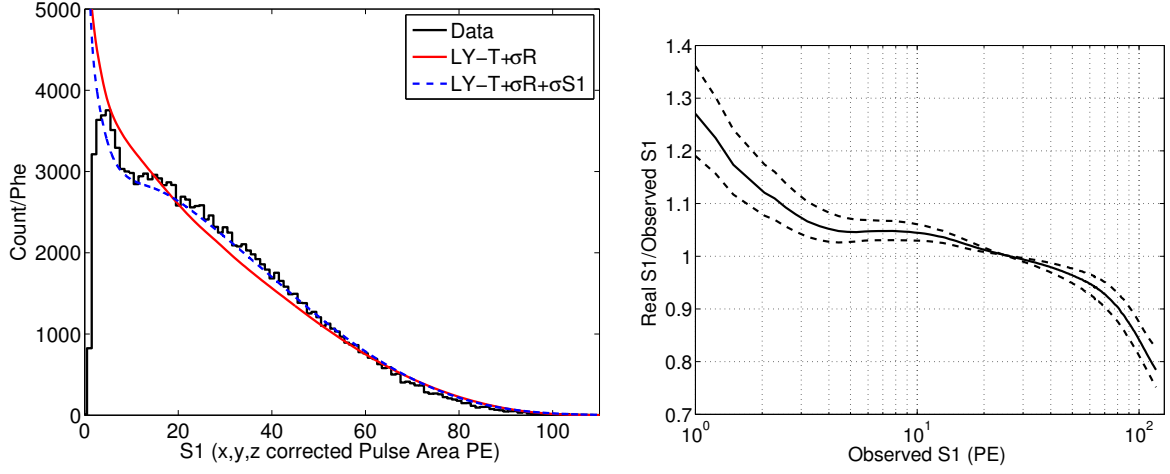 5000
4000
3000
2000
1000
0
Count/Phe
Data
LY−T+σR
LY−T+σR+σS1
0 20 40 60 80 100
S1 (x,y,z corrected Pulse Area PE)
1.4
1.3
1.2
1.1
1
0.9
0.8
0.7
Real S1/Observed S1
10^0 10^1 10^2
Observed S1 (PE)